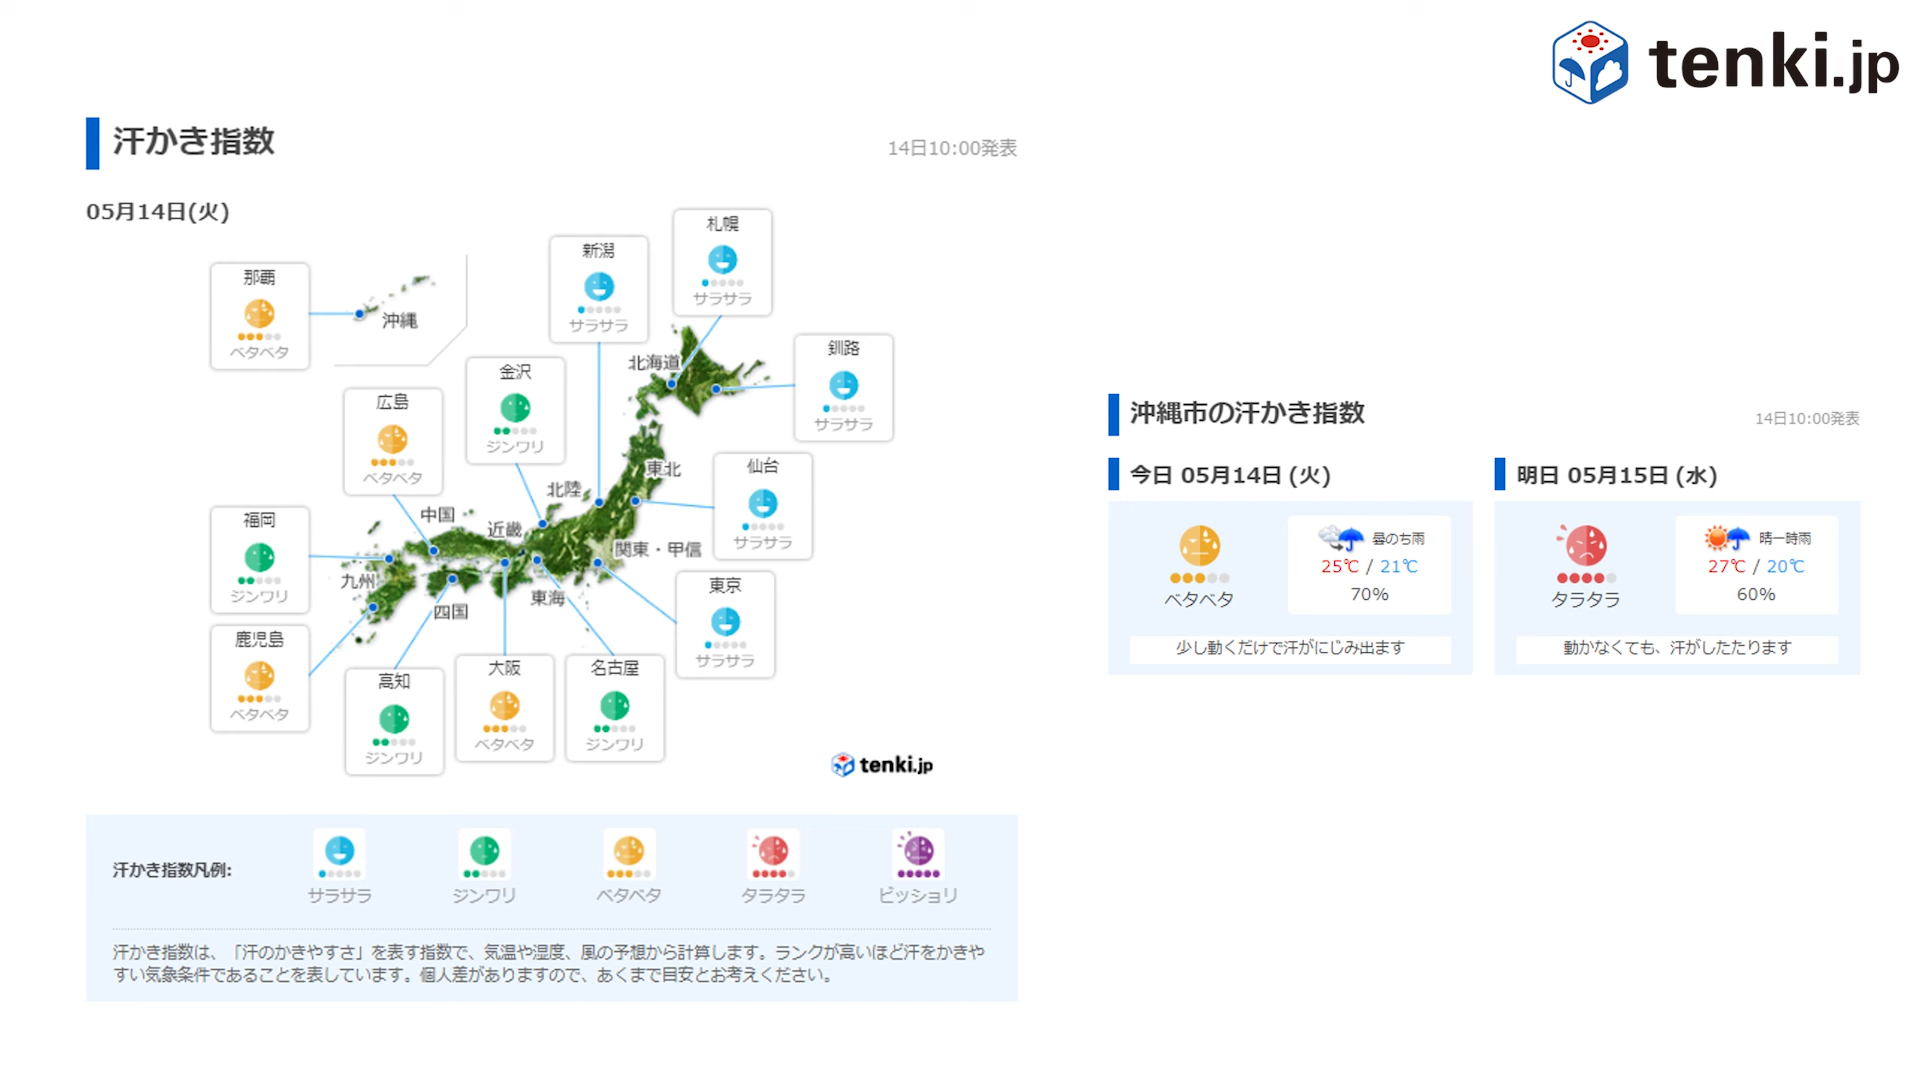 tenki.jp
汗かき指数
14日10:00発表
05月14日(火)
札幌
サラサラ
新潟
サラサラ
那覇
ベタベタ
沖縄
釧路
サラサラ
北海道
金沢
ジンワリ
広島
ベタベタ
仙台
サラサラ
東北
北陸
福岡
ジンワリ
中国
近畿
関東・甲信
九州
四国
東海
東京
サラサラ
鹿児島
ベタベタ
高知
ジンワリ
大阪
ベタベタ
名古屋
ジンワリ
tenki.jp
汗かき指数凡例:
サラサラ
ジンワリ
ベタベタ
タラタラ
ビッショリ
汗かき指数は、「汗のかきやすさ」を表す指数で、気温や湿度、風の予想から計算します。ランクが高いほど汗をかきや
すい気象条件であることを表しています。個人差がありますので、あくまで目安とお考えください。
沖縄市の汗かき指数
14日10:00発表
今日 05月14日 (火)
ベタベタ
曇のち雨
25℃ / 21℃
70%
少し動くだけで汗がにじみ出ます
明日 05月15日 (水)
タラタラ
晴一時雨
27℃ / 20℃
60%
動かなくても、汗がしたたります